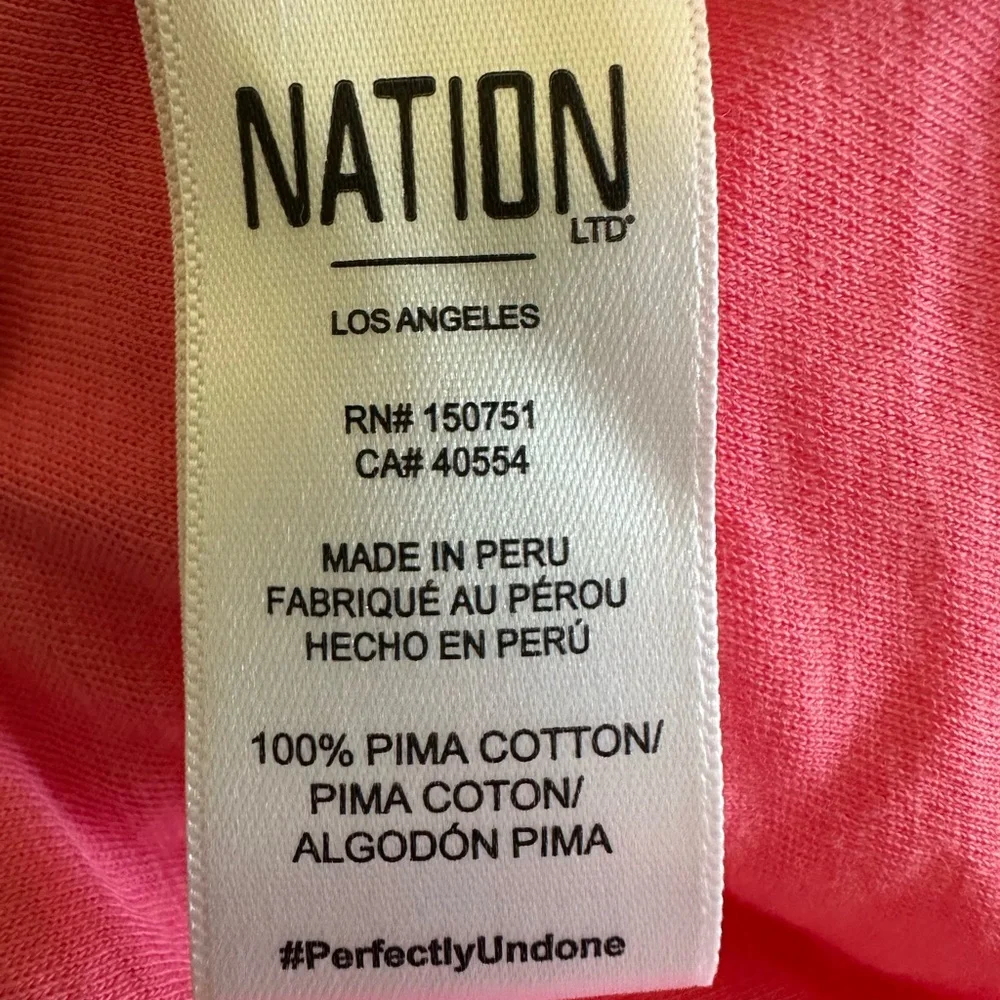 NATION
LTD®
LOS ANGELES
RN# 150751
CA# 40554
MADE IN PERU
FABRIQUÉ AU PÉROU
HECHO EN PERÚ
100% PIMA COTTON/
PIMA COTON/
ALGODÓN PIMA
#PerfectlyUndone